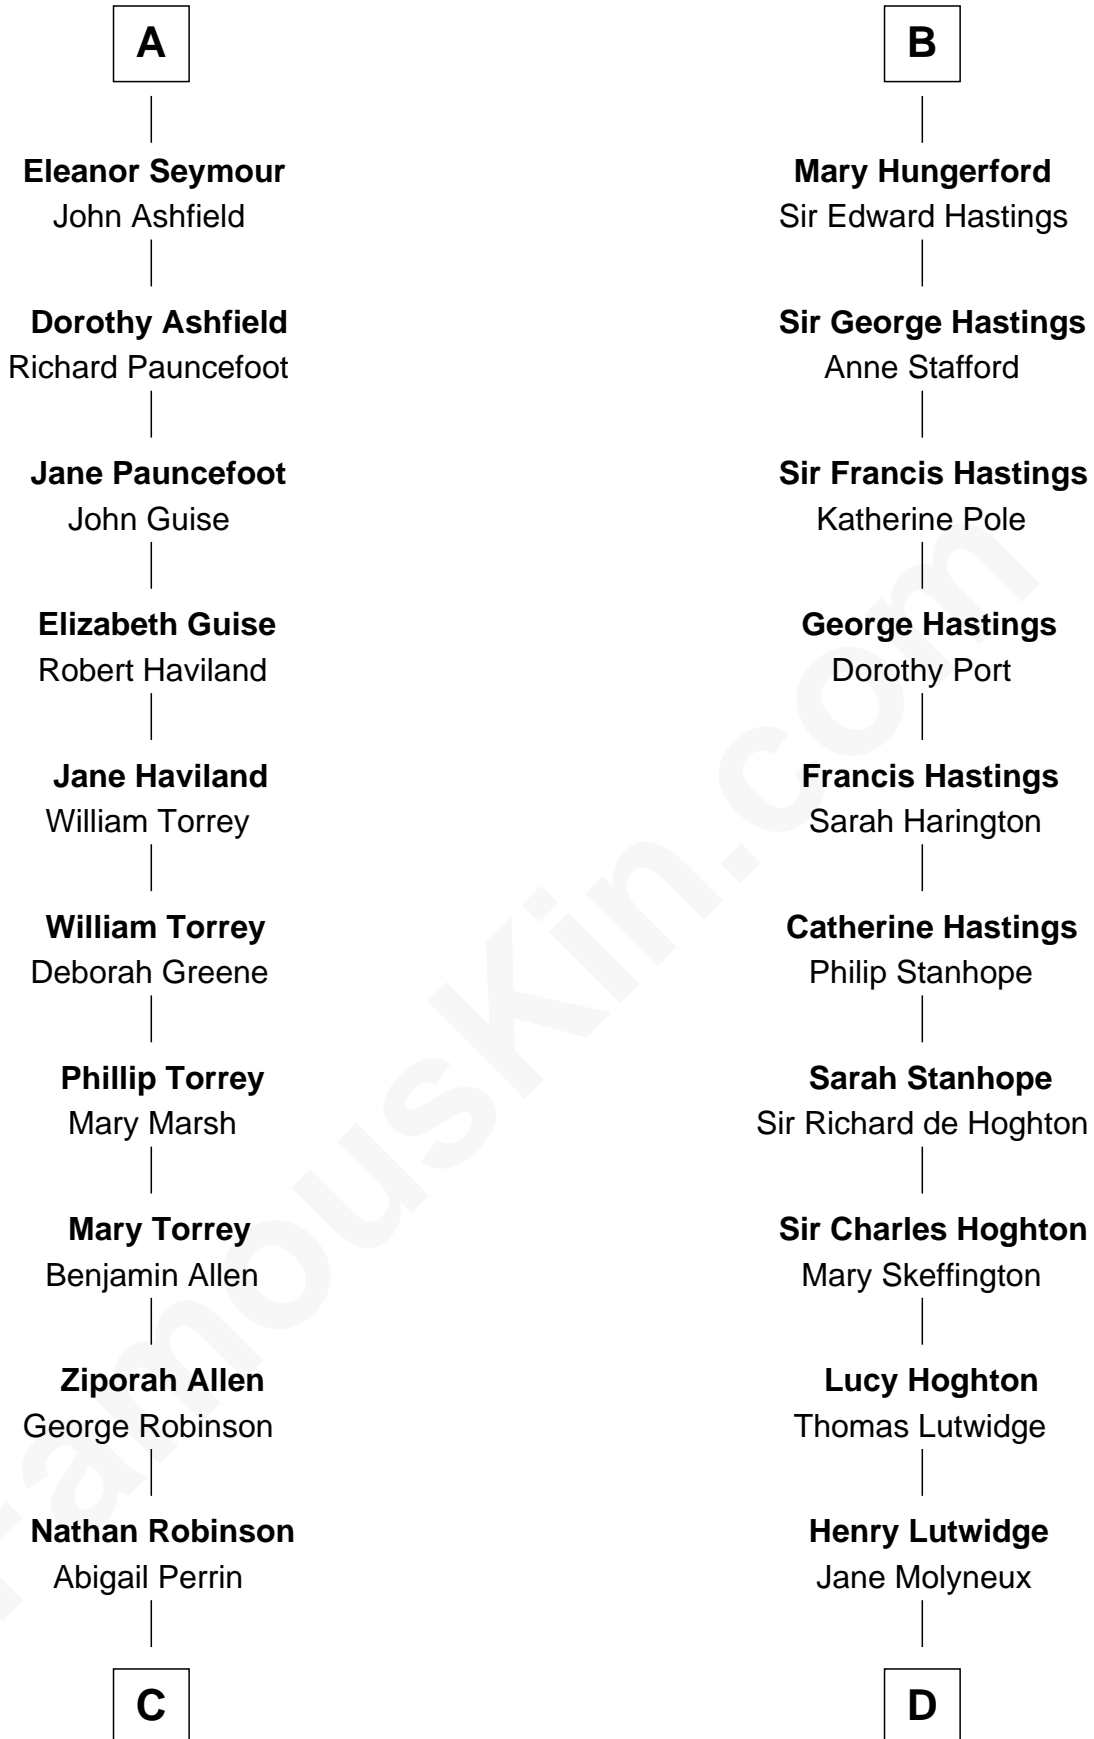 A
Eleanor Seymour
John Ashfield
Dorothy Ashfield
Richard Pauncefoot
Jane Pauncefoot
John Guise
Elizabeth Guise
Robert Haviland
Jane Haviland
William Torrey
William Torrey
Deborah Greene
Phillip Torrey
Mary Marsh
Mary Torrey
Benjamin Allen
Ziporah Allen
George Robinson
Nathan Robinson
Abigail Perrin
C
B
Mary Hungerford
Sir Edward Hastings
Sir George Hastings
Anne Stafford
Sir Francis Hastings
Katherine Pole
George Hastings
Dorothy Port
Francis Hastings
Sarah Harington
Catherine Hastings
Philip Stanhope
Sarah Stanhope
Sir Richard de Hoghton
Sir Charles Hoghton
Mary Skeffington
Lucy Hoghton
Thomas Lutwidge
Henry Lutwidge
Jane Molyneux
D
FamousKin.com